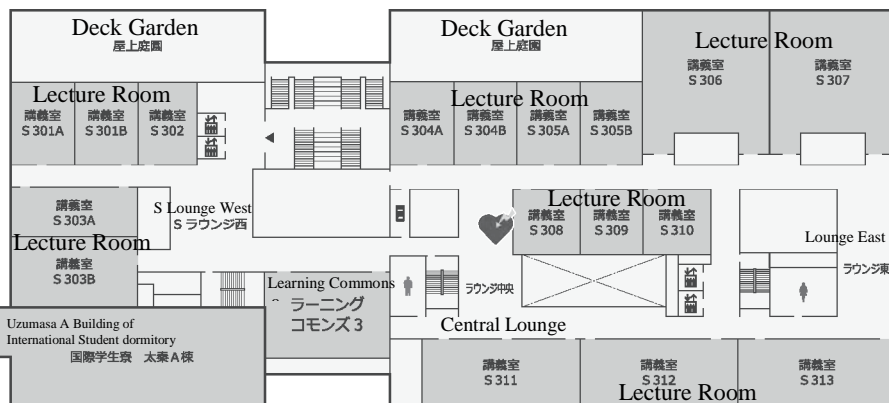 Deck Garden
屋上庭園
Deck Garden
屋上庭園
Lecture Room
講義室
S 306
講義室
S 307
Lecture Room
講義室
S 301A
講義室
S 301B
講義室
S 302
Lecture Room
講義室
S 304A
講義室
S 304B
講義室
S 305A
講義室
S 305B
講義室
S 303A
Lecture Room
講義室
S 303B
S Lounge West
S ラウンジ西
Lecture Room
講義室
S 308
講義室
S 309
講義室
S 310
Lounge East
ラウンジ東
Learning Commons
ラーニング
コモンズ 3
ラウンジ中央
Central Lounge
Uzumasa A Building of
International Student dormitory
国際学生寮 太秦A棟
講義室
S 311
講義室
S 312
Lecture Room
講義室
S 313